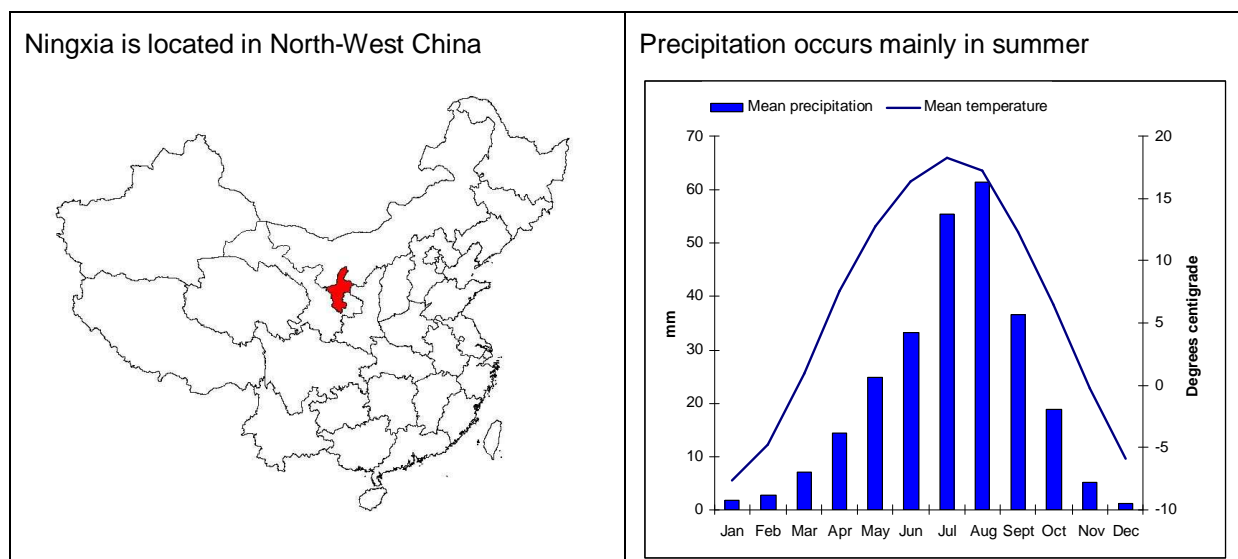 Ningxia is located in North-West China
Precipitation occurs mainly in summer
Mean precipitation Mean temperature
70
60
50
40
30
20
10
0
mm
20
15
10
5
0
-5
-10
Degrees centigrade
Jan Feb Mar Apr May Jun Jul Aug Sept Oct Nov Dec